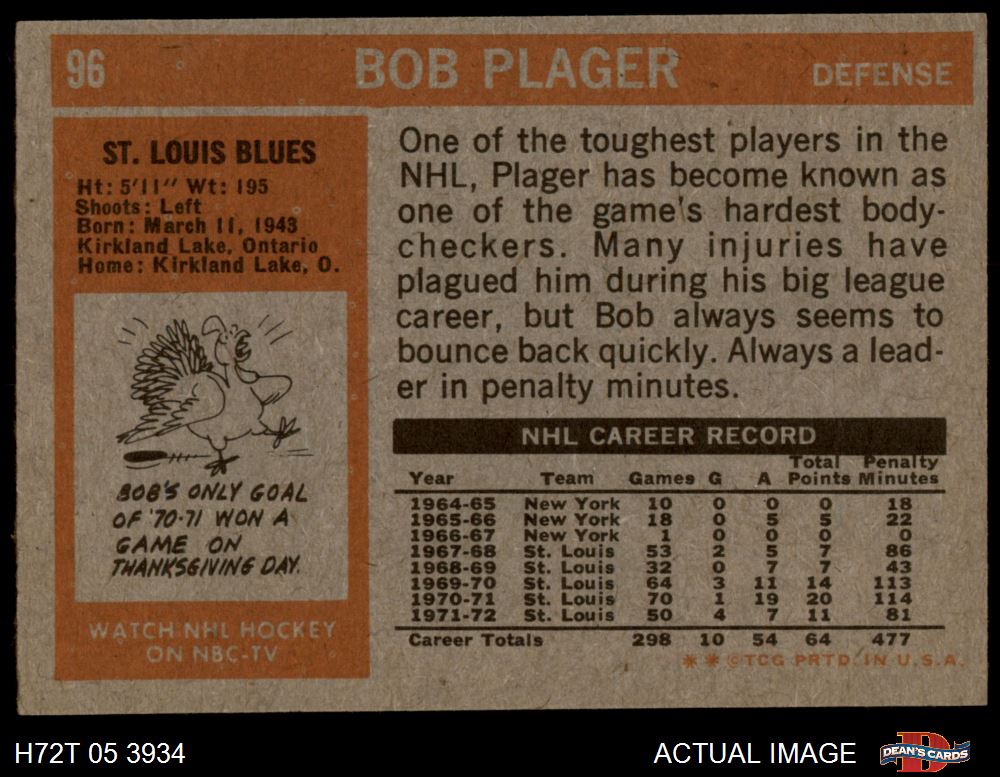 96 BOB PLAGER DEFENSE
ST. LOUIS BLUES
Ht: 5'11" Wt: 195
Shoots: Left
Born: March 11, 1943
Kirkland Lake, Ontario
Home: Kirkland Lake, O.
BOB'S ONLY GOAL
OF '70-71 WON A
GAME ON
THANKSGIVING DAY.
WATCH NHL HOCKEY
ON NBC-TV
One of the toughest players in the
NHL, Plager has become known as
one of the game's hardest body-
checkers. Many injuries have
plagued him during his big league
career, but Bob always seems to
bounce back quickly. Always a lead-
er in penalty minutes.
NHL CAREER RECORD
Year Team Games G A Total Points Penalty Minutes
1964-65 New York 10 0 0 0 18
1965-66 New York 18 0 5 5 22
1966-67 New York 1 0 0 0 0
1967-68 St. Louis 53 2 5 7 86
1968-69 St. Louis 32 0 7 7 43
1969-70 St. Louis 64 3 11 14 113
1970-71 St. Louis 70 1 19 20 114
1971-72 St. Louis 50 4 7 11 81
Career Totals 298 10 54 64 477
* * © TCG PRTD. IN U.S.A.
H72T 05 3934 ACTUAL IMAGE DEAN'S CARDS